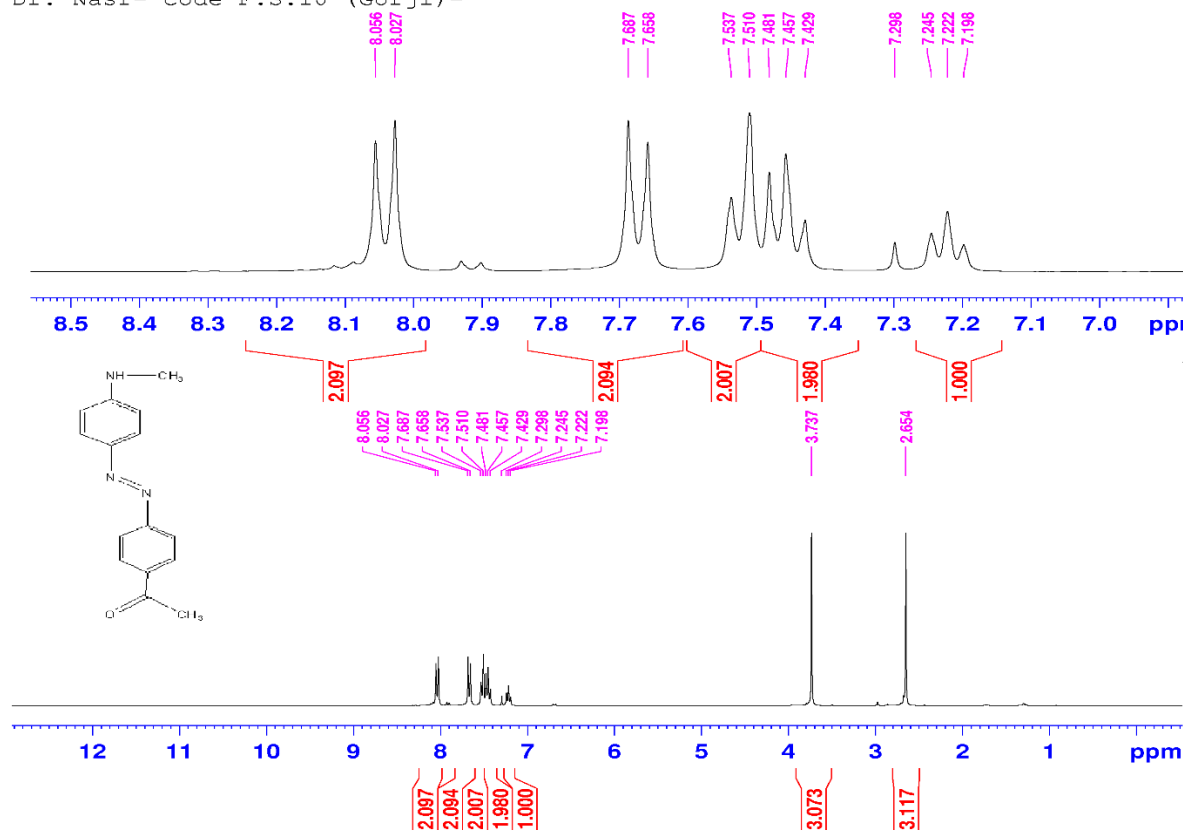 8.056 8.027 7.687 7.658 7.537 7.510 7.481 7.457 7.429 7.298 7.245 7.222 7.198
8.5 8.4 8.3 8.2 8.1 8.0 7.9 7.8 7.7 7.6 7.5 7.4 7.3 7.2 7.1 7.0
2.097 2.094 2.007 1.980 1.000
NH CH₃
8.056 8.027 7.687 7.658 7.537 7.510 7.481 7.457 7.429 7.298 7.245 7.222 7.198 3.737 2.654
N
N
O CH₃
12 11 10 9 8 7 6 5 4 3 2 1 ppm
2.097 2.094 2.007 1.980 1.000 3.073 3.117